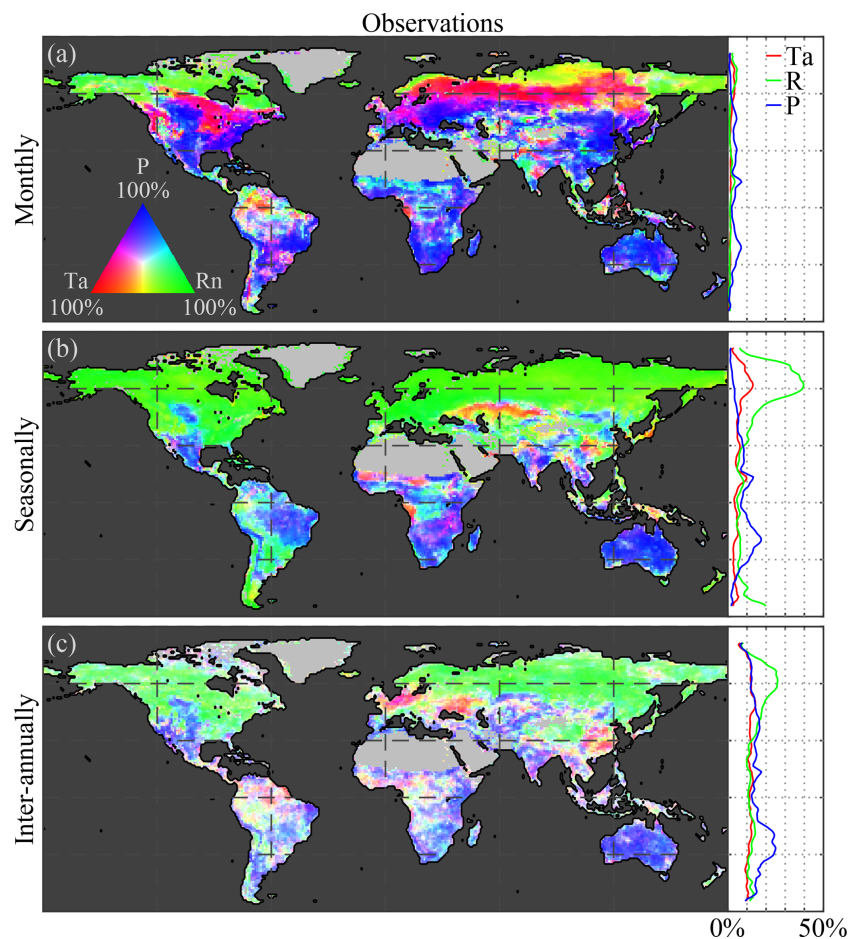 Observations
Monthly
(a)
P
100%
Ta
100%
Rn
100%
Ta
R
P
Seasonally
(b)
Inter-annually
(c)
0%
50%